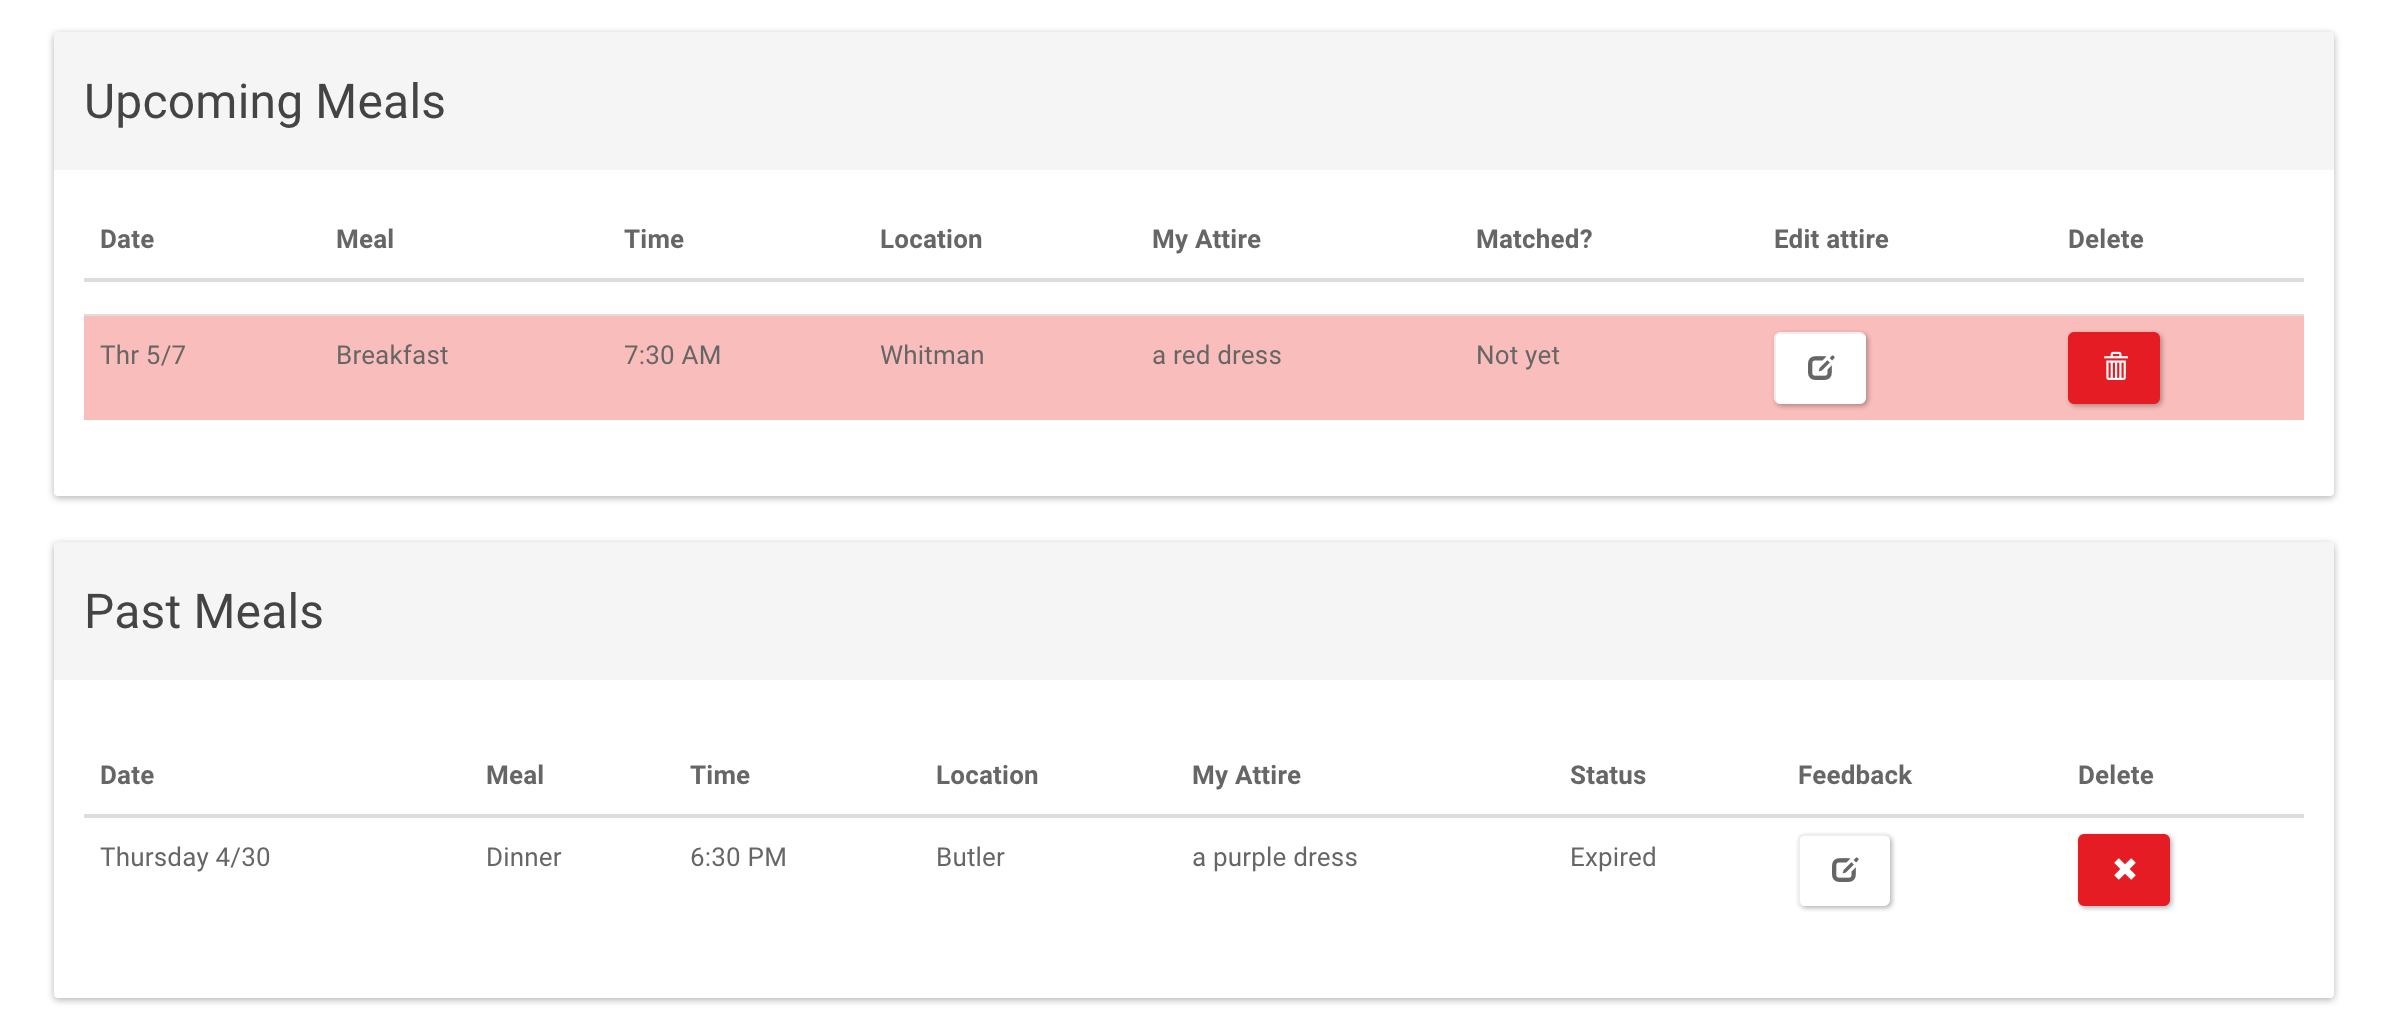 Upcoming Meals
Date Meal Time Location My Attire Matched? Edit attire Delete
Thr 5/7 Breakfast 7:30 AM Whitman a red dress Not yet
Past Meals
Date Meal Time Location My Attire Status Feedback Delete
Thursday 4/30 Dinner 6:30 PM Butler a purple dress Expired